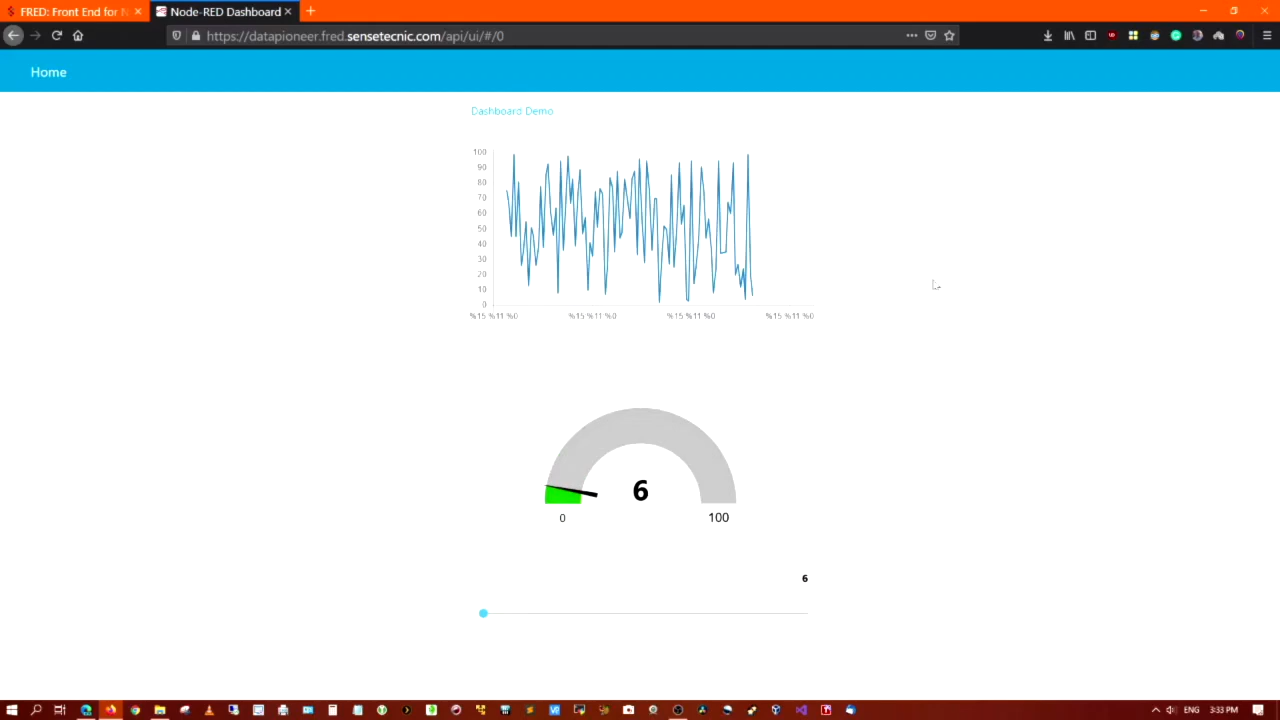 FRED: Front End for N
Node-RED Dashboard
https://datapioneer.fred.sensetecnic.com/api/ui/#/0
Home
Dashboard Demo
100
90
80
70
60
50
40
30
20
10
0
%15 %11 %0 %15 %11 %0 %15 %11 %0 %15 %11 %0
6
0 100
6
ENG 3:33 PM